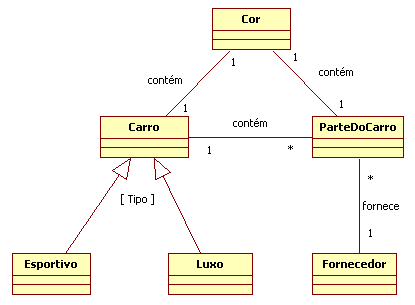 Cor
1
1
contém
contém
1
1
Carro
contém
ParteDoCarro
1
*
*
[ Tipo ]
fornece
1
Esportivo
Luxo
Fornecedor